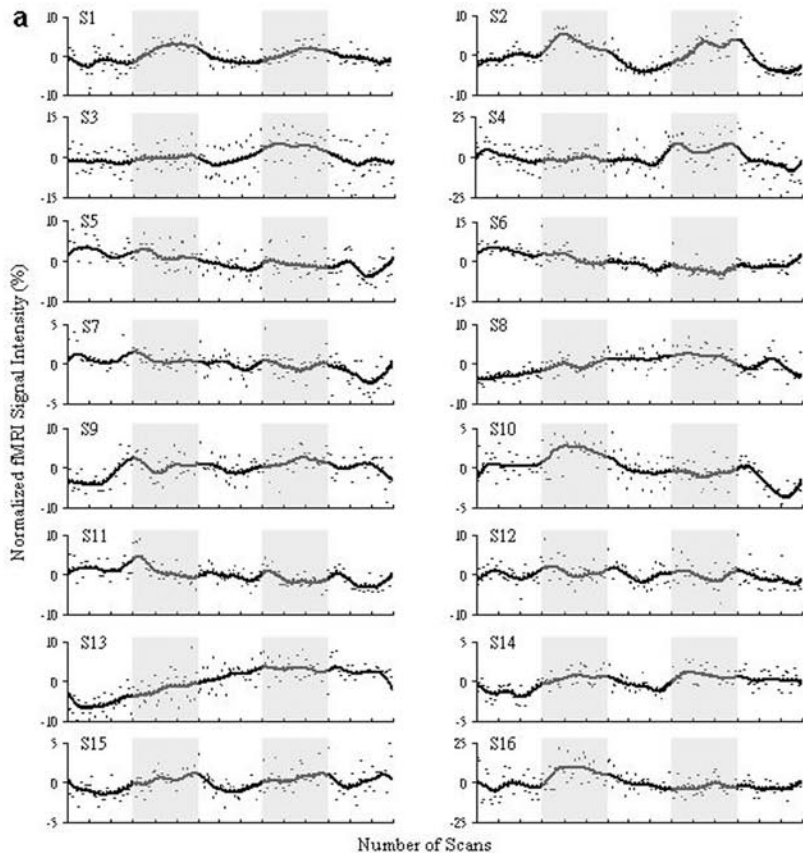 a
S1 S2
10 10
0 0
-10 10
S3 S4
15 25
0 0
15 -25
S5 S6
10 15
0 0
10 -15
S7 S8
5 10
0 0
-5 10
S9 S10
10 5
0 0
10 -5
S11 S12
10 10
0 0
10 10
S13 S14
10 5
0 0
10 -5
S15 S16
5 25
0 0
-5 -25
Normalized fMRI Signal Intensity (%)
Number of Scans